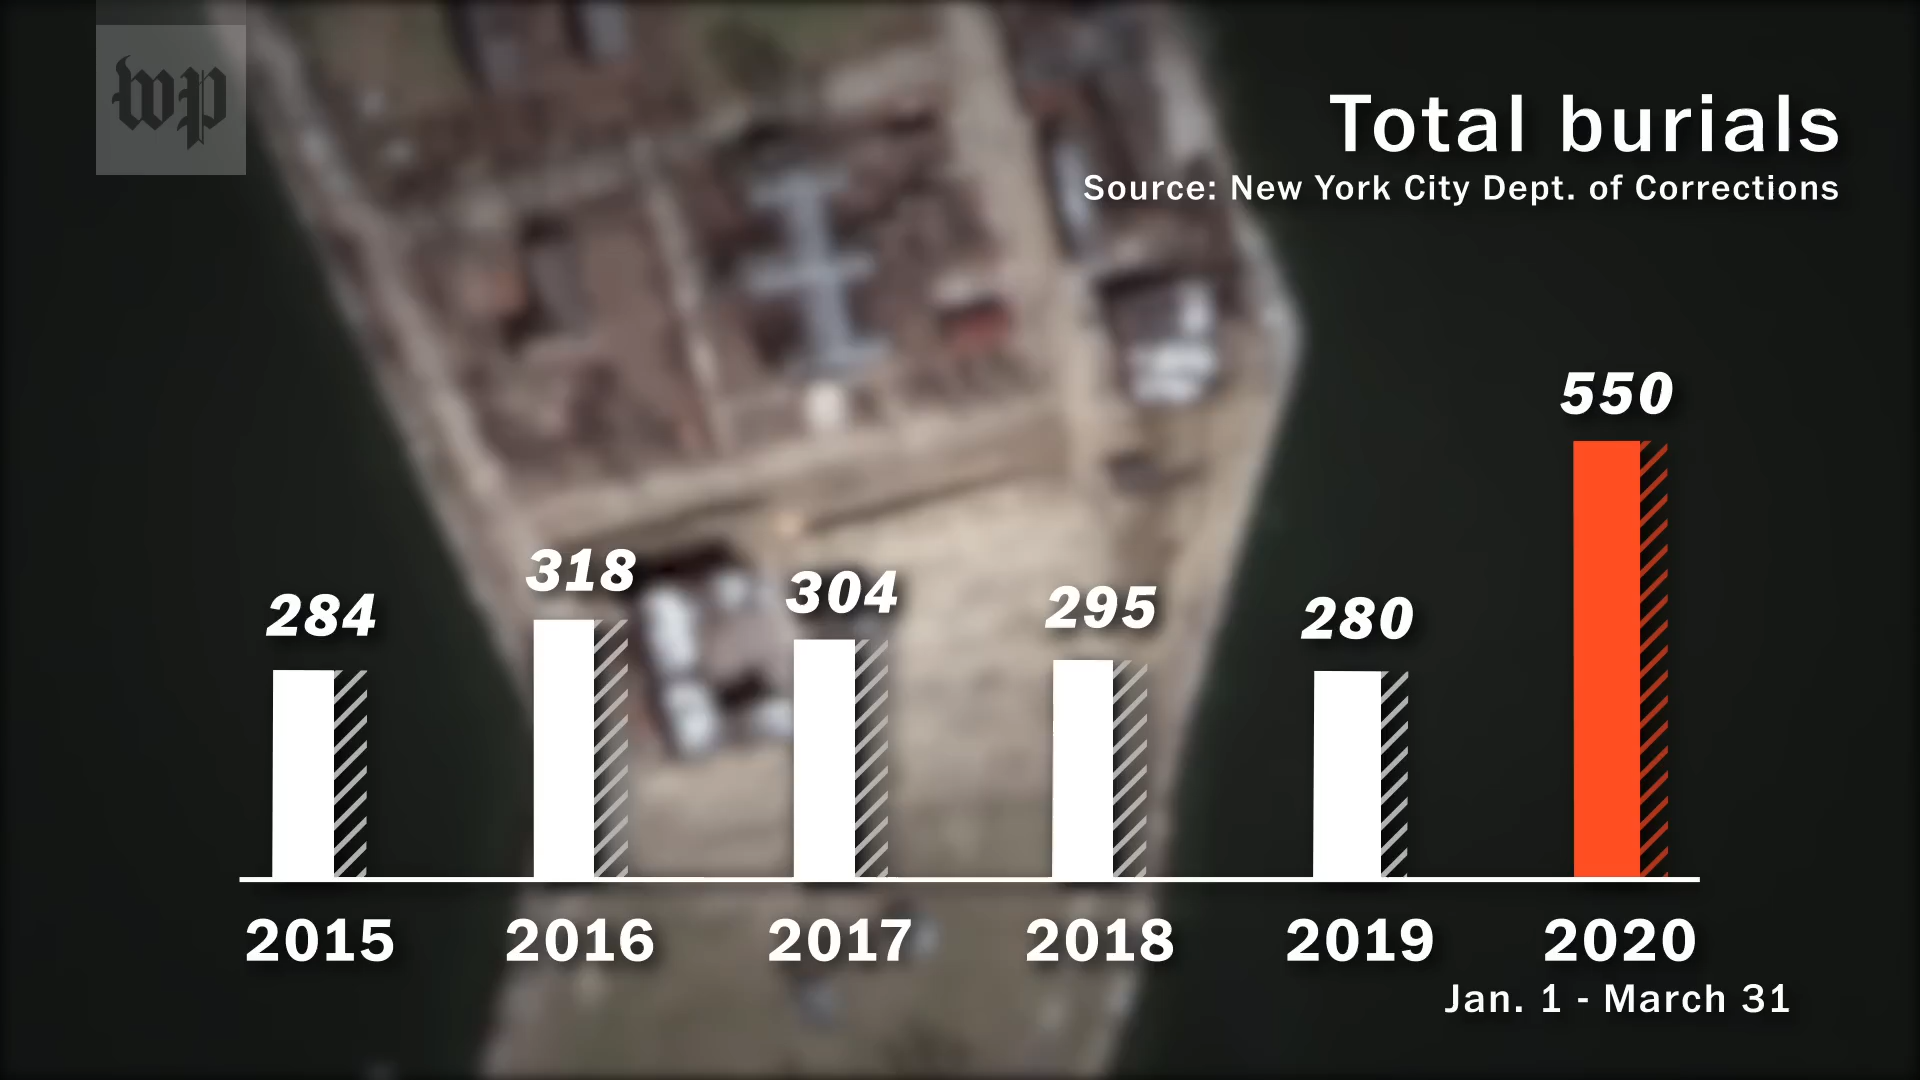 wp
Total burials
Source: New York City Dept. of Corrections
550
318
304
295
284
280
2015 2016 2017 2018 2019 2020
Jan. 1 - March 31